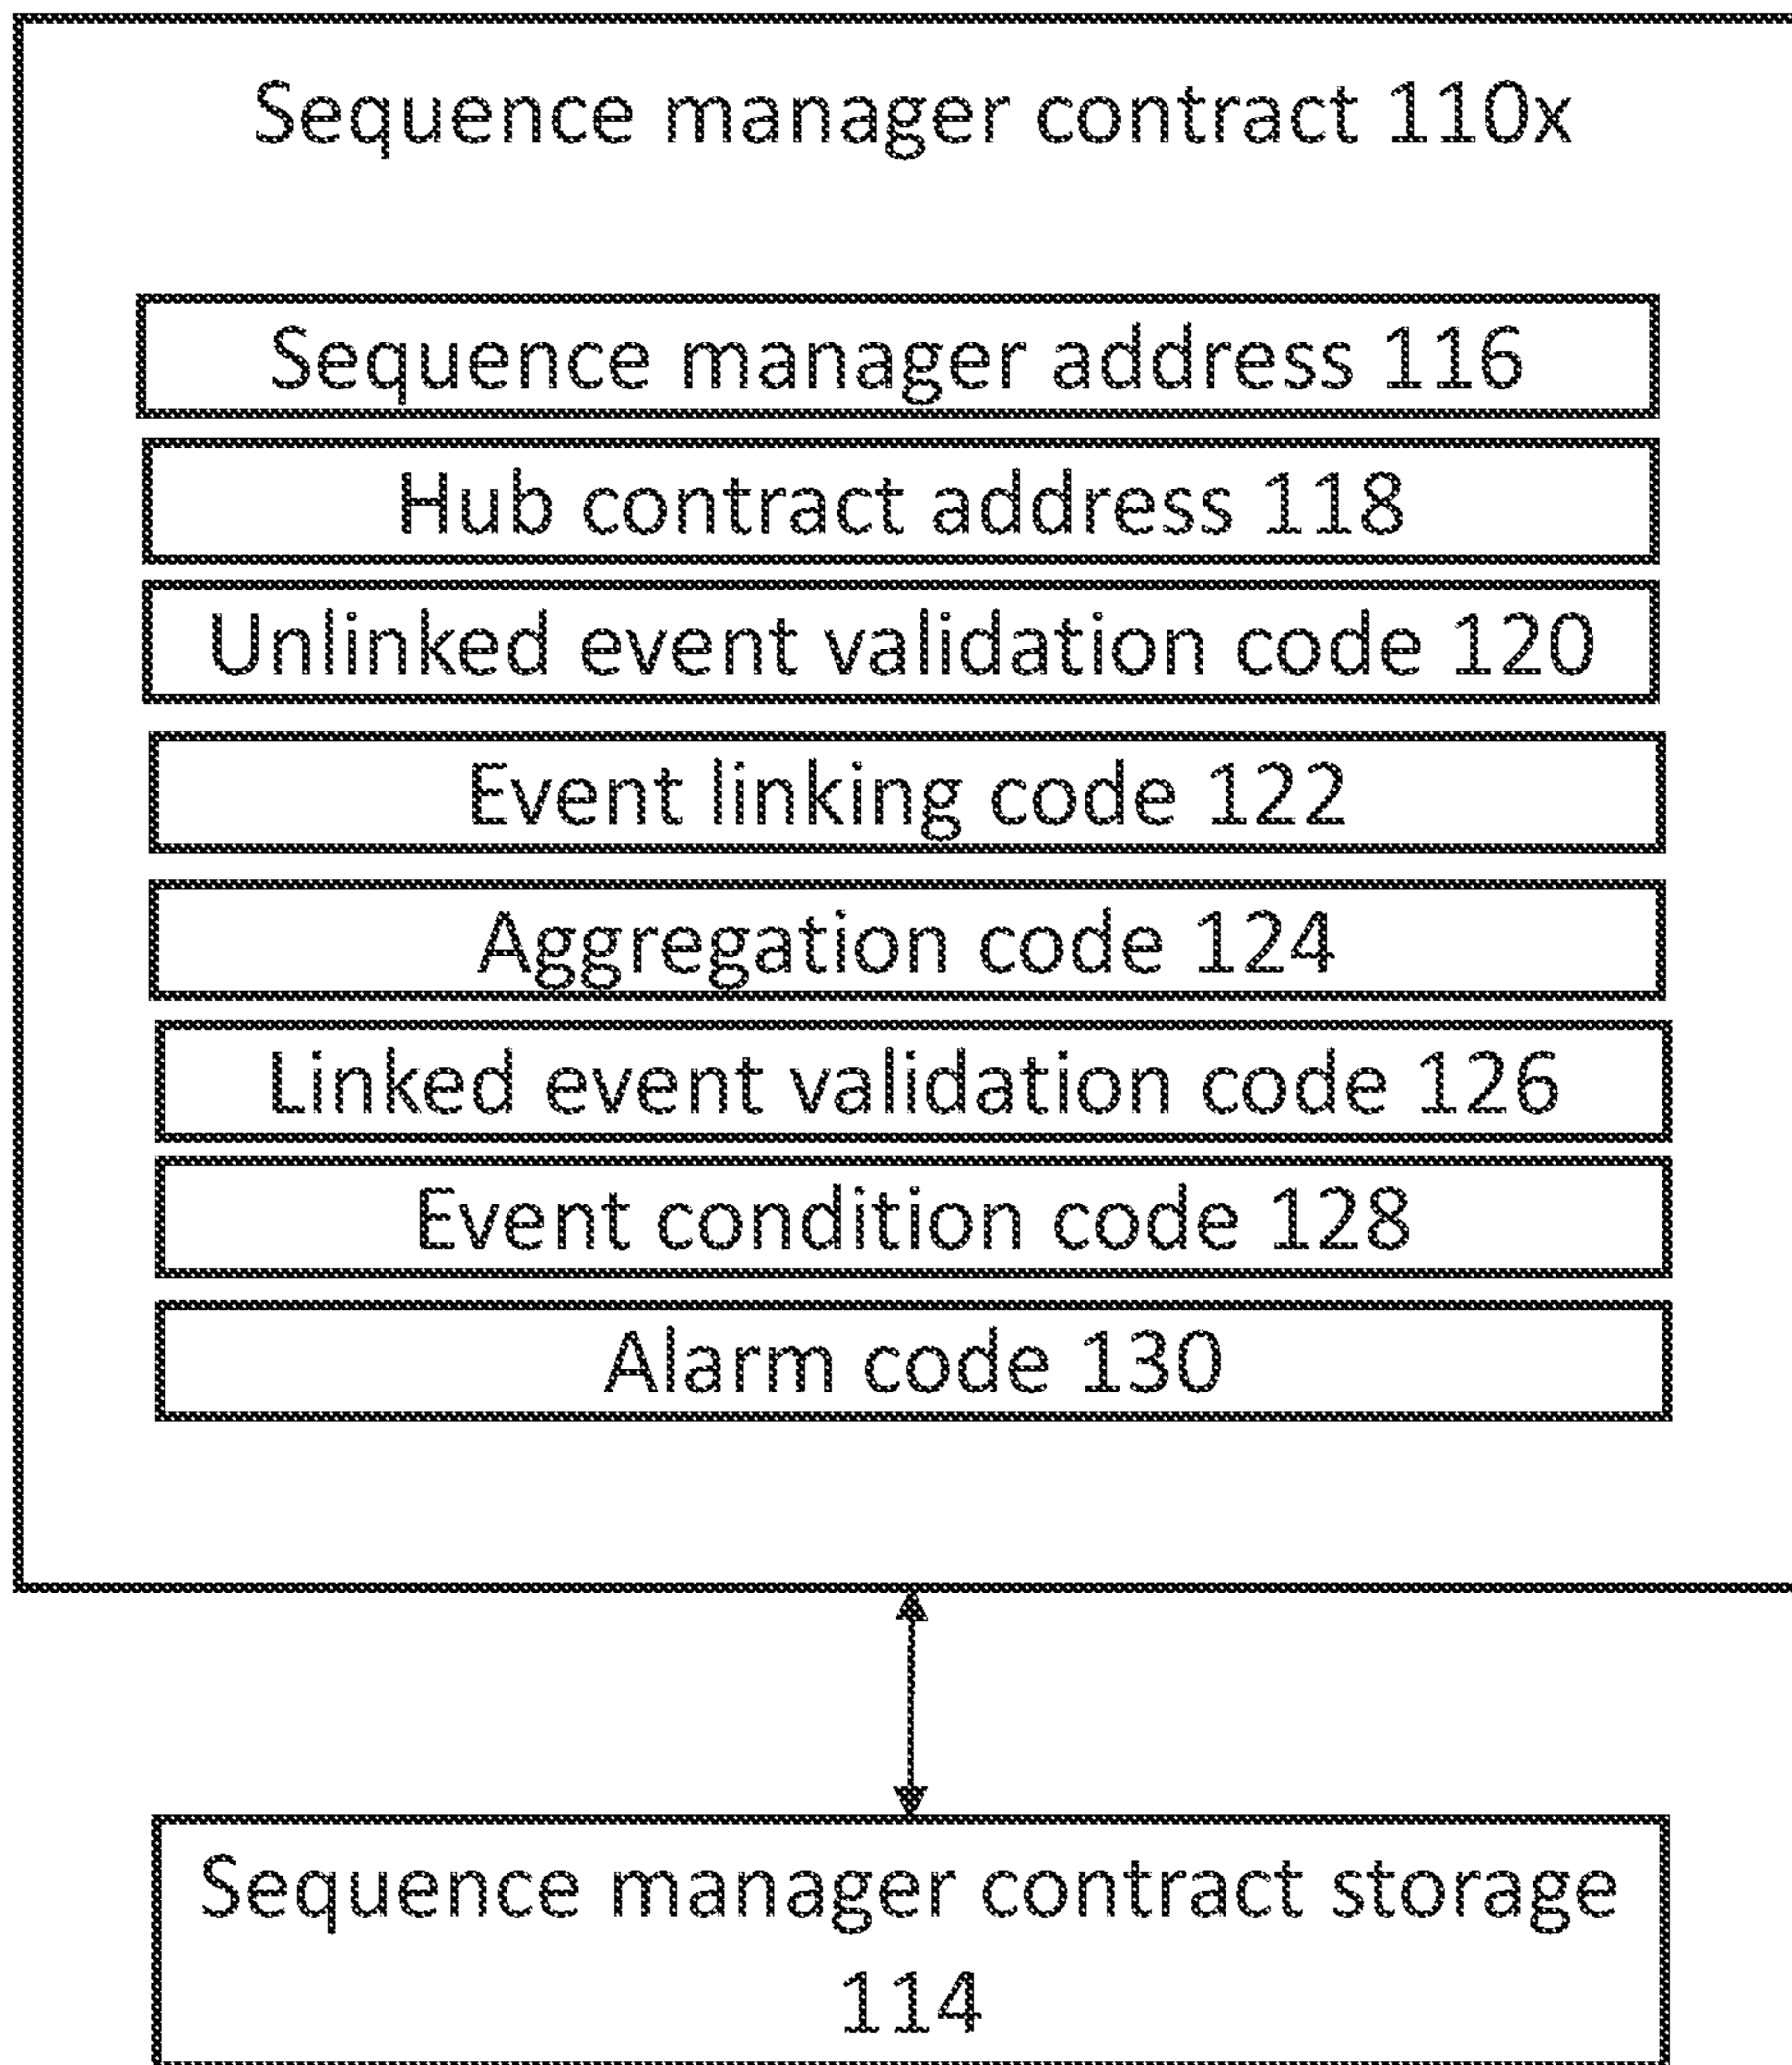 Sequence manager contract 110x
Sequence manager address 116
Hub contract address 118
Unlinked event validation code 120
Event linking code 122
Aggregation code 124
Linked event validation code 126
Event condition code 128
Alarm code 130
Sequence manager contract storage
114